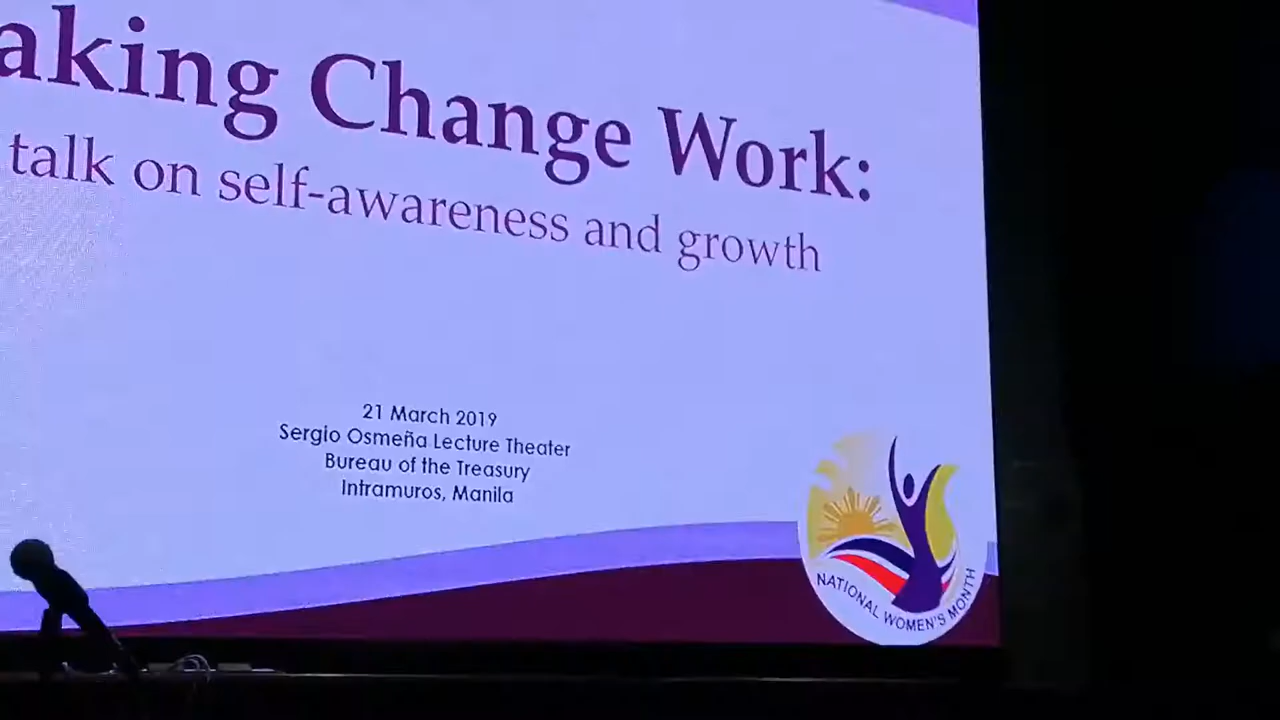 aking Change Work:
talk on self-awareness and growth
21 March 2019
Sergio Osmeña Lecture Theater
Bureau of the Treasury
Intramuros, Manila
NATIONAL WOMEN'S MONTH